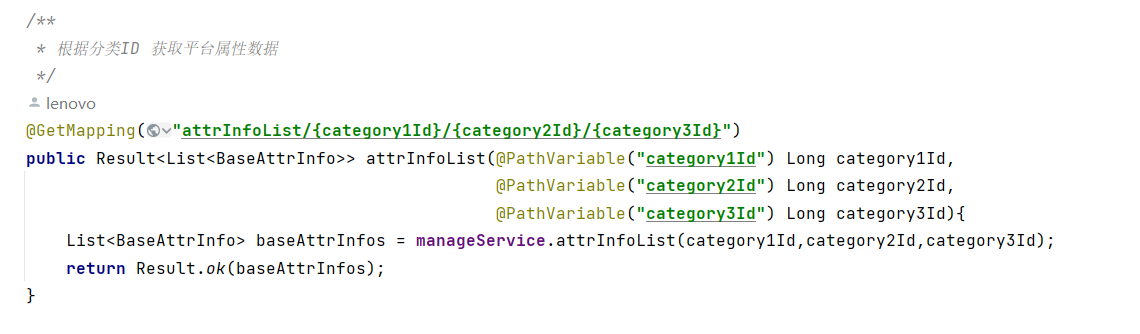 /**
 * 根据分类ID 获取平台属性数据
 */
lenovo
@GetMapping("attrInfoList/{category1Id}/{category2Id}/{category3Id}")
public Result<List<BaseAttrInfo>> attrInfoList(@PathVariable("category1Id") Long category1Id,
                                               @PathVariable("category2Id") Long category2Id,
                                               @PathVariable("category3Id") Long category3Id){
    List<BaseAttrInfo> baseAttrInfos = manageService.attrInfoList(category1Id,category2Id,category3Id);
    return Result.ok(baseAttrInfos);
}